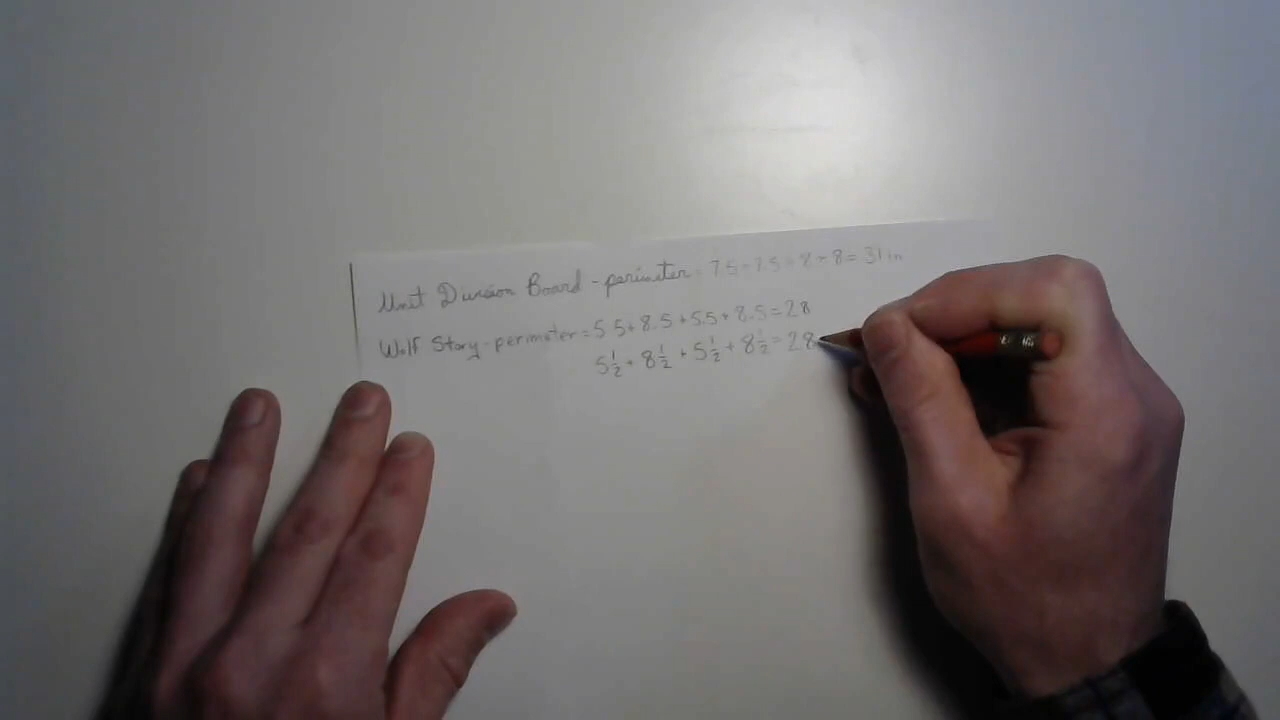 Unit Division Board - perimeter = 7.5 + 7.5 + 8 + 8 = 31 in
Wolf Story - perimeter = 5.5 + 8.5 + 5.5 + 8.5 = 28
5½ + 8½ + 5½ + 8½ = 28